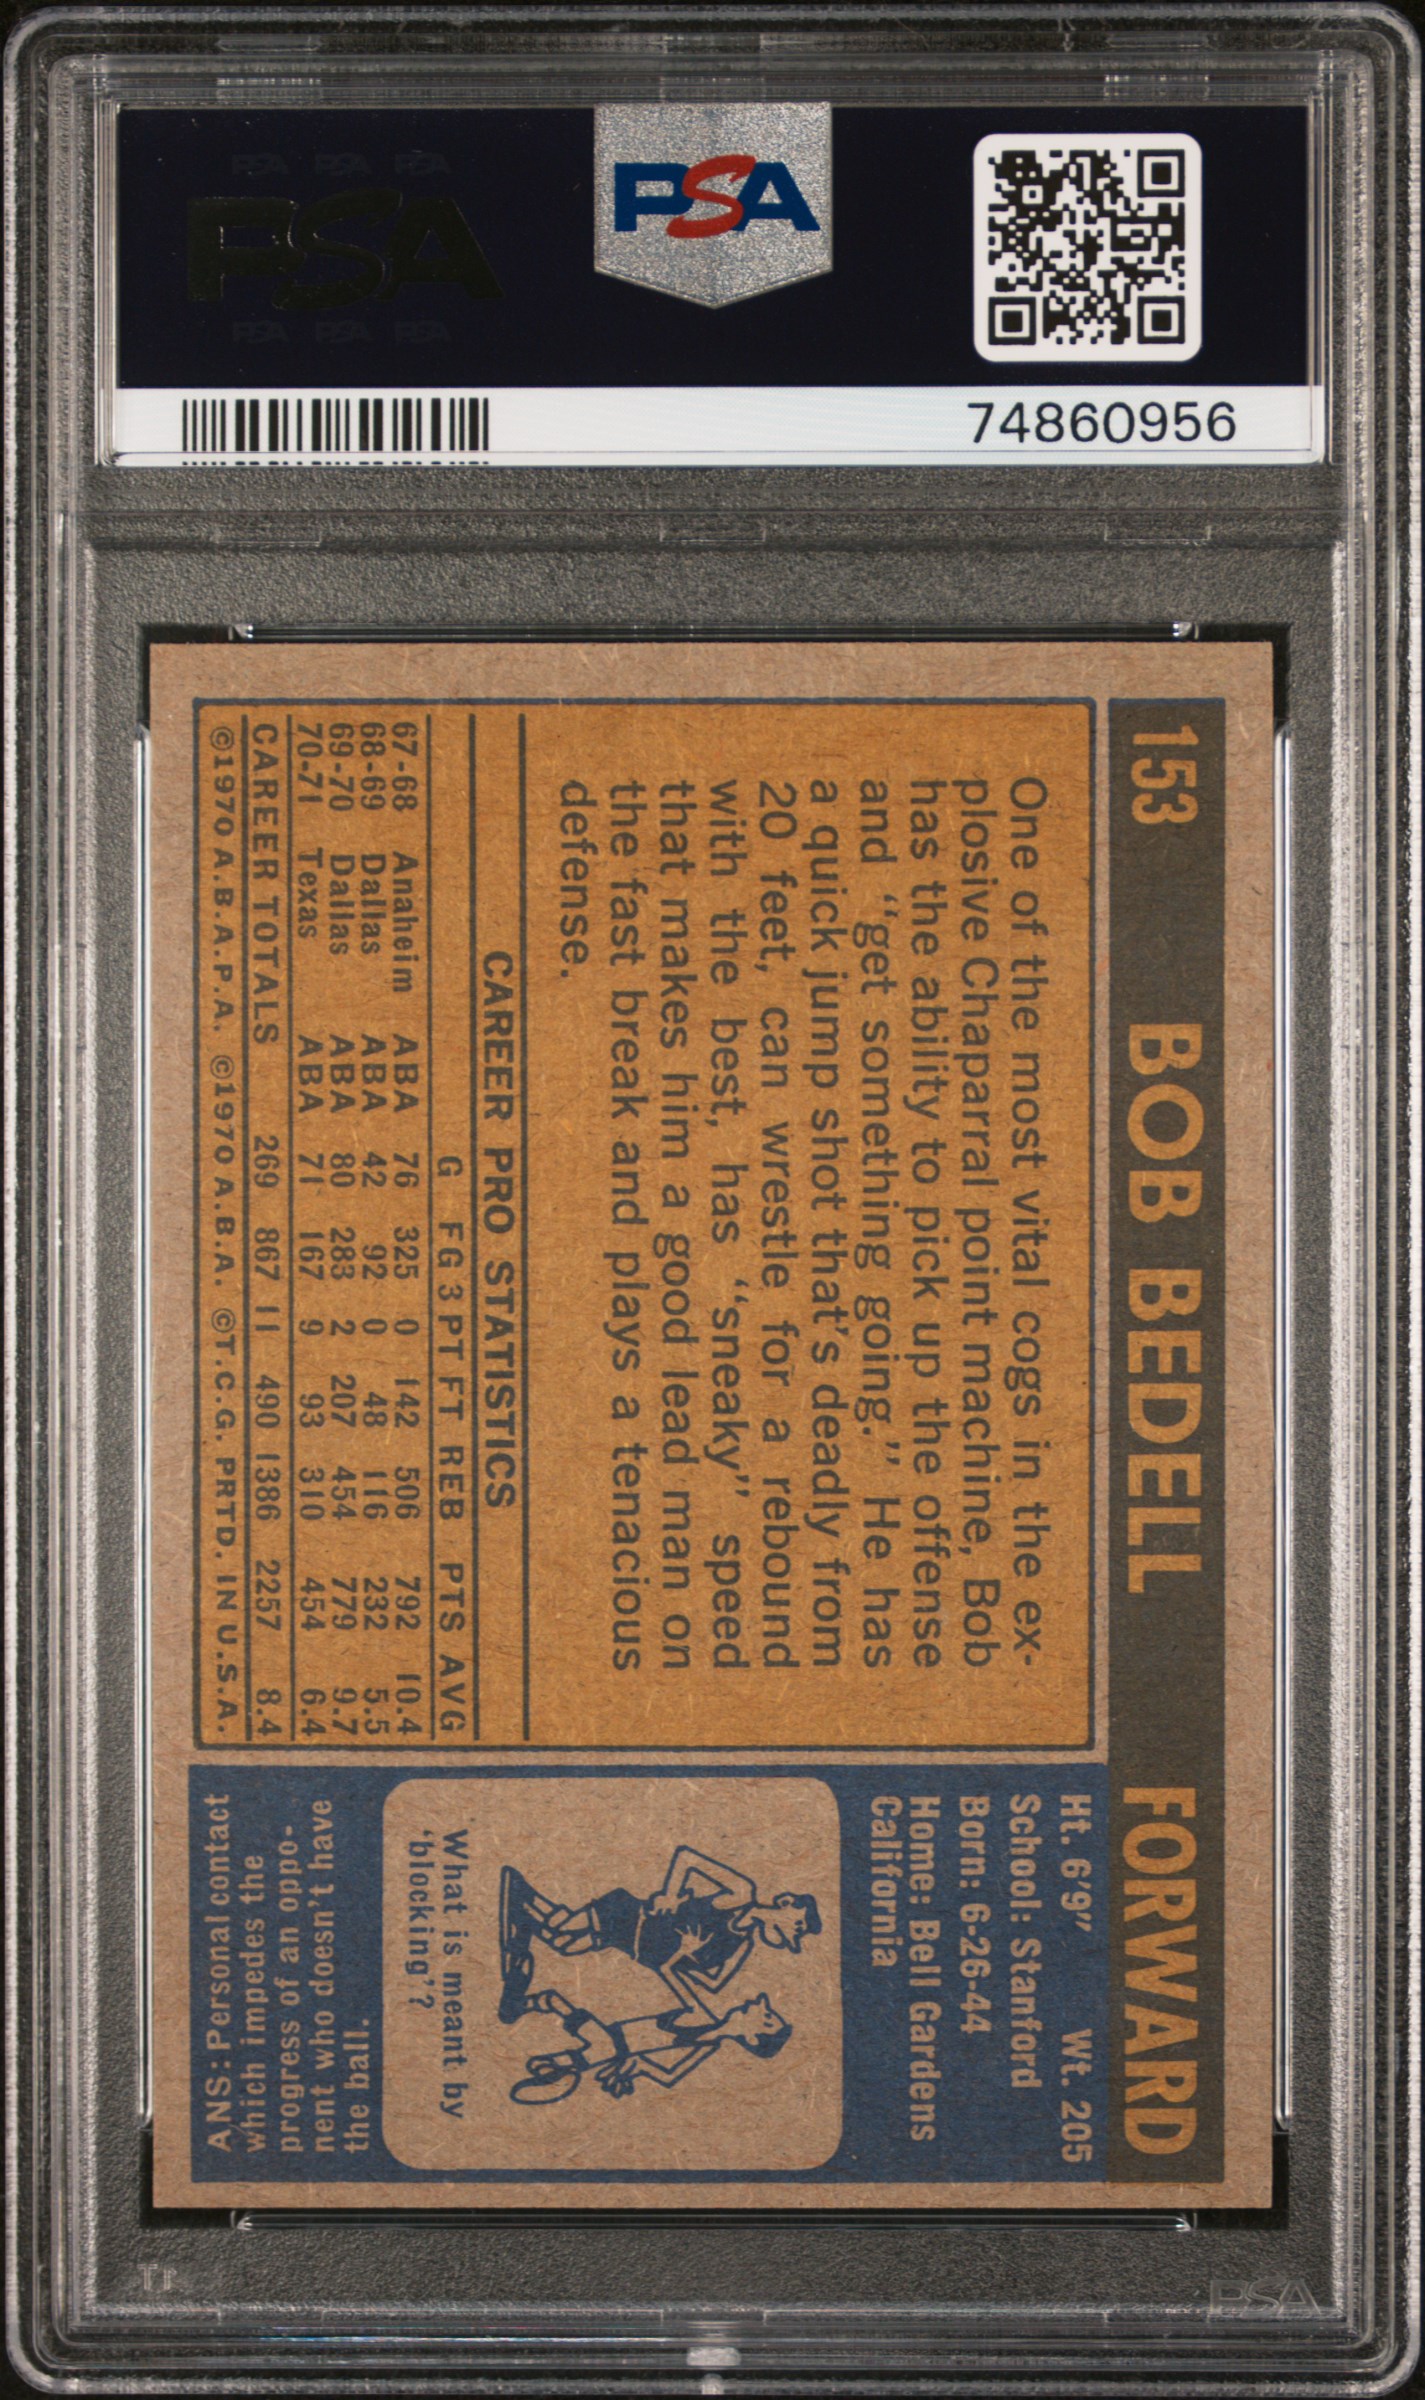 PSA PSA PSA
PSA
PSA PSA PSA
PSA
74860956
153 BOB BEDELL FORWARD
One of the most vital cogs in the ex-
plosive Chaparral point machine, Bob
has the ability to pick up the offense
and "get something going." He has
a quick jump shot that's deadly from
20 feet, can wrestle for a rebound
with the best, has "sneaky" speed
that makes him a good lead man on
the fast break and plays a tenacious
defense.
CAREER PRO STATISTICS
G FG 3PT FT REB PTS AVG
67-68 Anaheim ABA 76 325 0 142 506 792 10.4
68-69 Dallas ABA 42 92 0 48 116 232 5.5
69-70 Dallas ABA 80 283 2 207 454 779 9.7
70-71 Texas ABA 71 167 9 93 310 454 6.4
CAREER TOTALS 269 867 11 490 1386 2257 8.4
©1970 A.B.A.P.A. ©1970 A.B.A. ©T.C.G. PRTD. IN U.S.A.
Ht. 6'9" Wt. 205
School: Stanford
Born: 6-26-44
Home: Bell Gardens
California
What is meant by
'blocking'?
ANS: Personal contact
which impedes the
progress of an oppo-
nent who doesn't have
the ball.
PSA